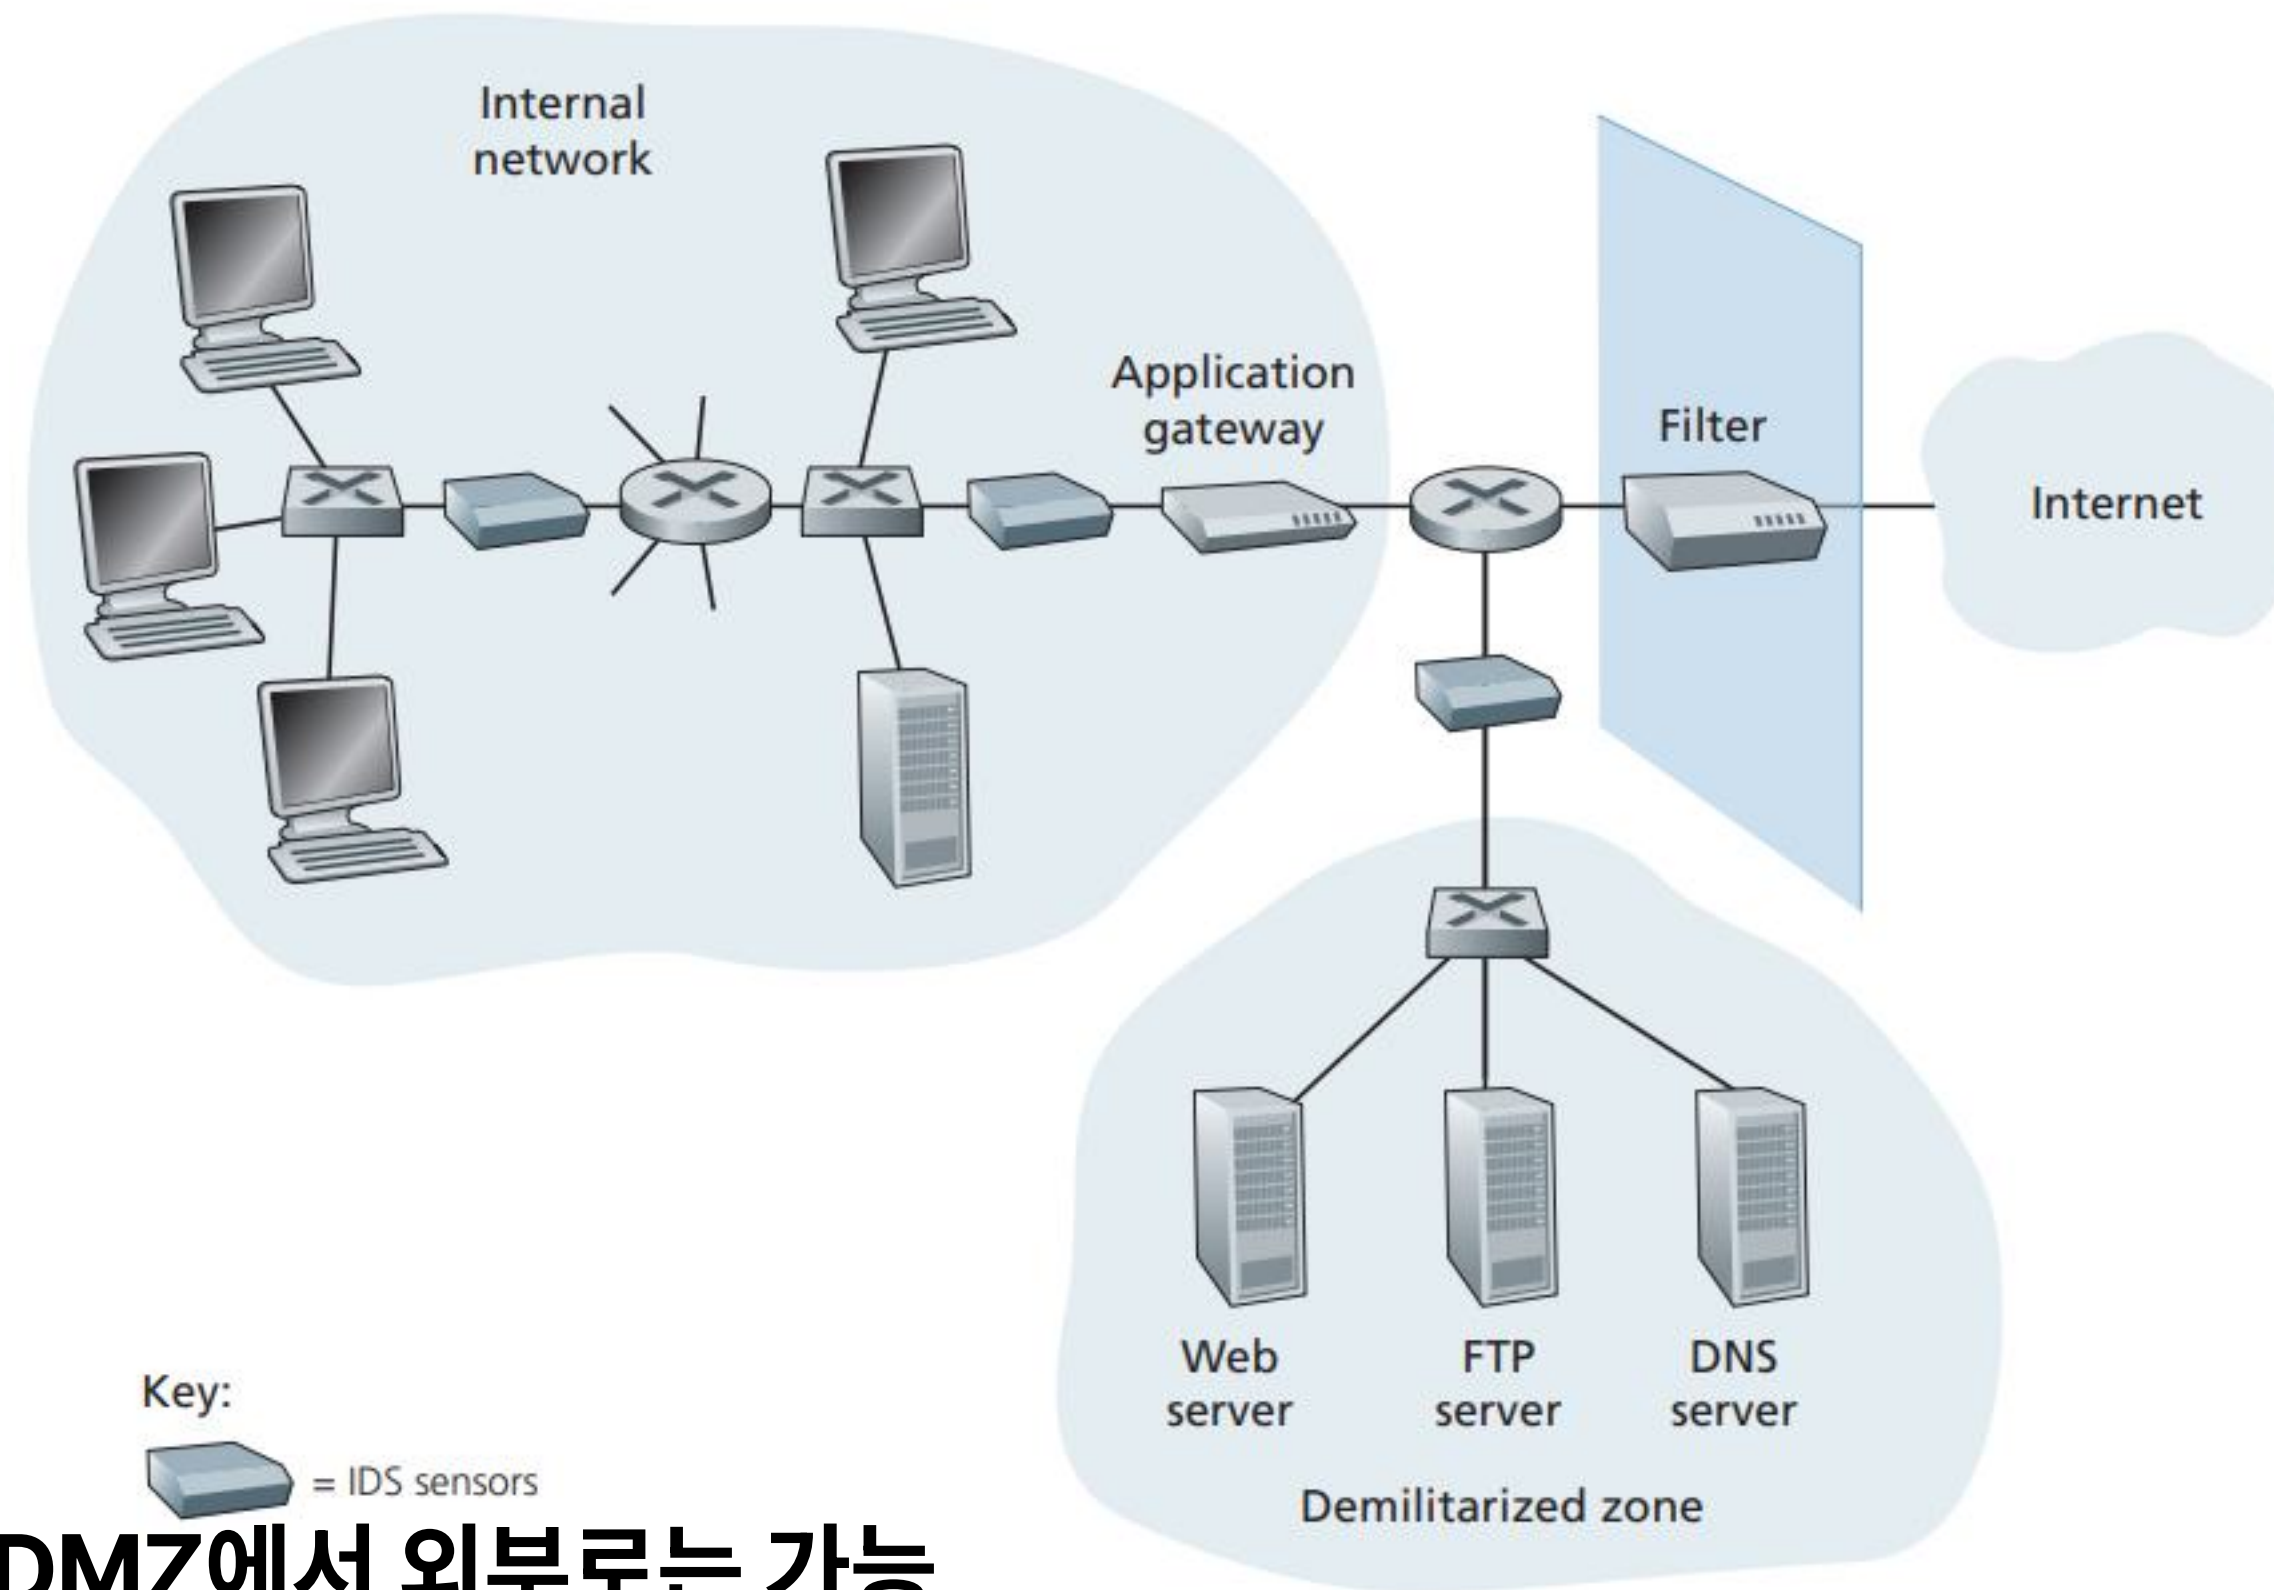 Internal
network
Application
gateway
Filter
Internet
Web
server
FTP
server
DNS
server
Demilitarized zone
Key:
= IDS sensors
DMZ에서 외부로는 가능